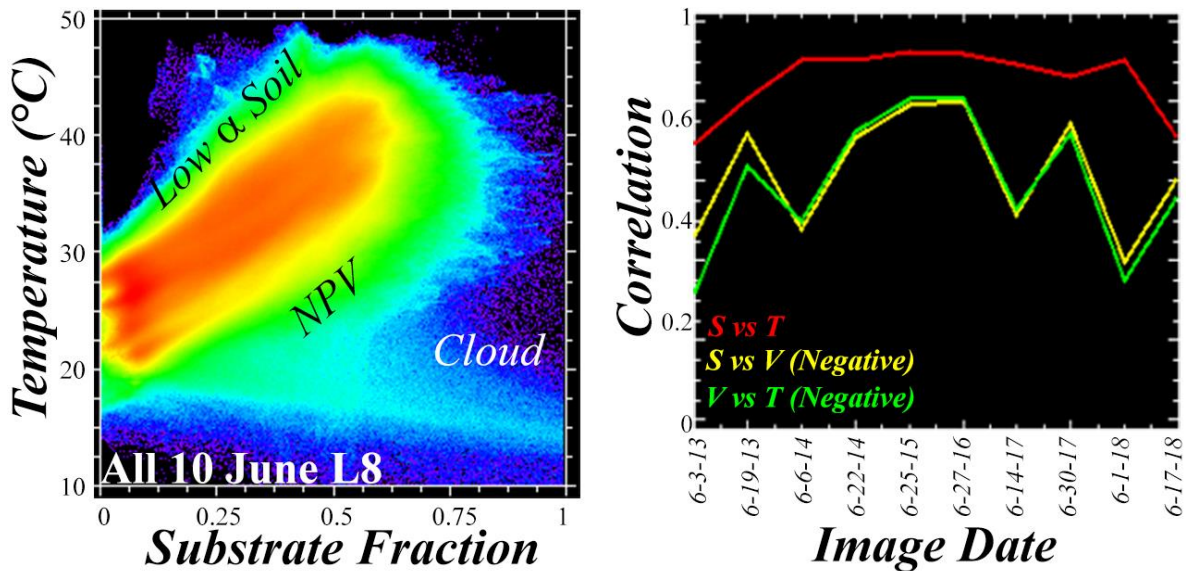 Temperature (°C)
50
40
30
20
10
Low α Soil
NPV
Cloud
All 10 June L8
0
0.25
0.5
0.75
1
Substrate Fraction
Correlation
1
0.6
0.4
0.2
0
S vs T
S vs V (Negative)
V vs T (Negative)
6-3-13
6-19-13
6-6-14
6-22-14
6-25-15
6-27-16
6-14-17
6-30-17
6-1-18
6-17-18
Image Date